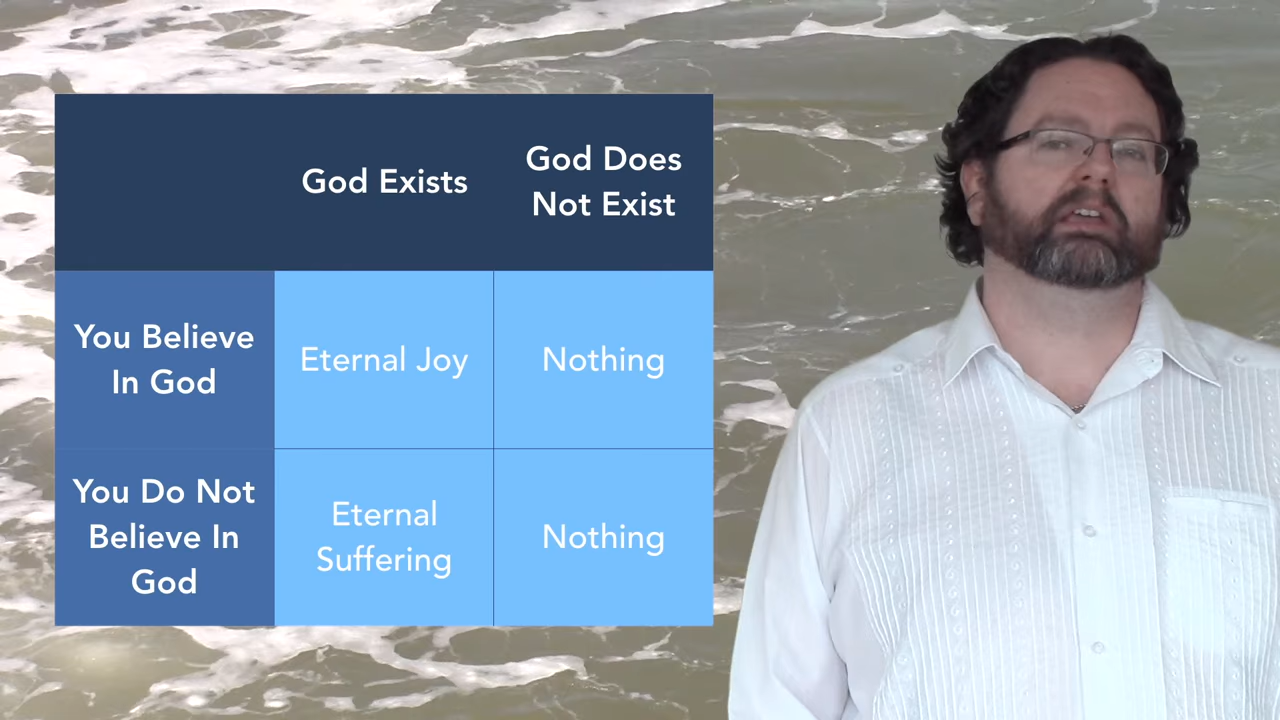 God Exists
God Does
Not Exist
You Believe
In God
Eternal Joy
Nothing
You Do Not
Believe In
God
Eternal
Suffering
Nothing